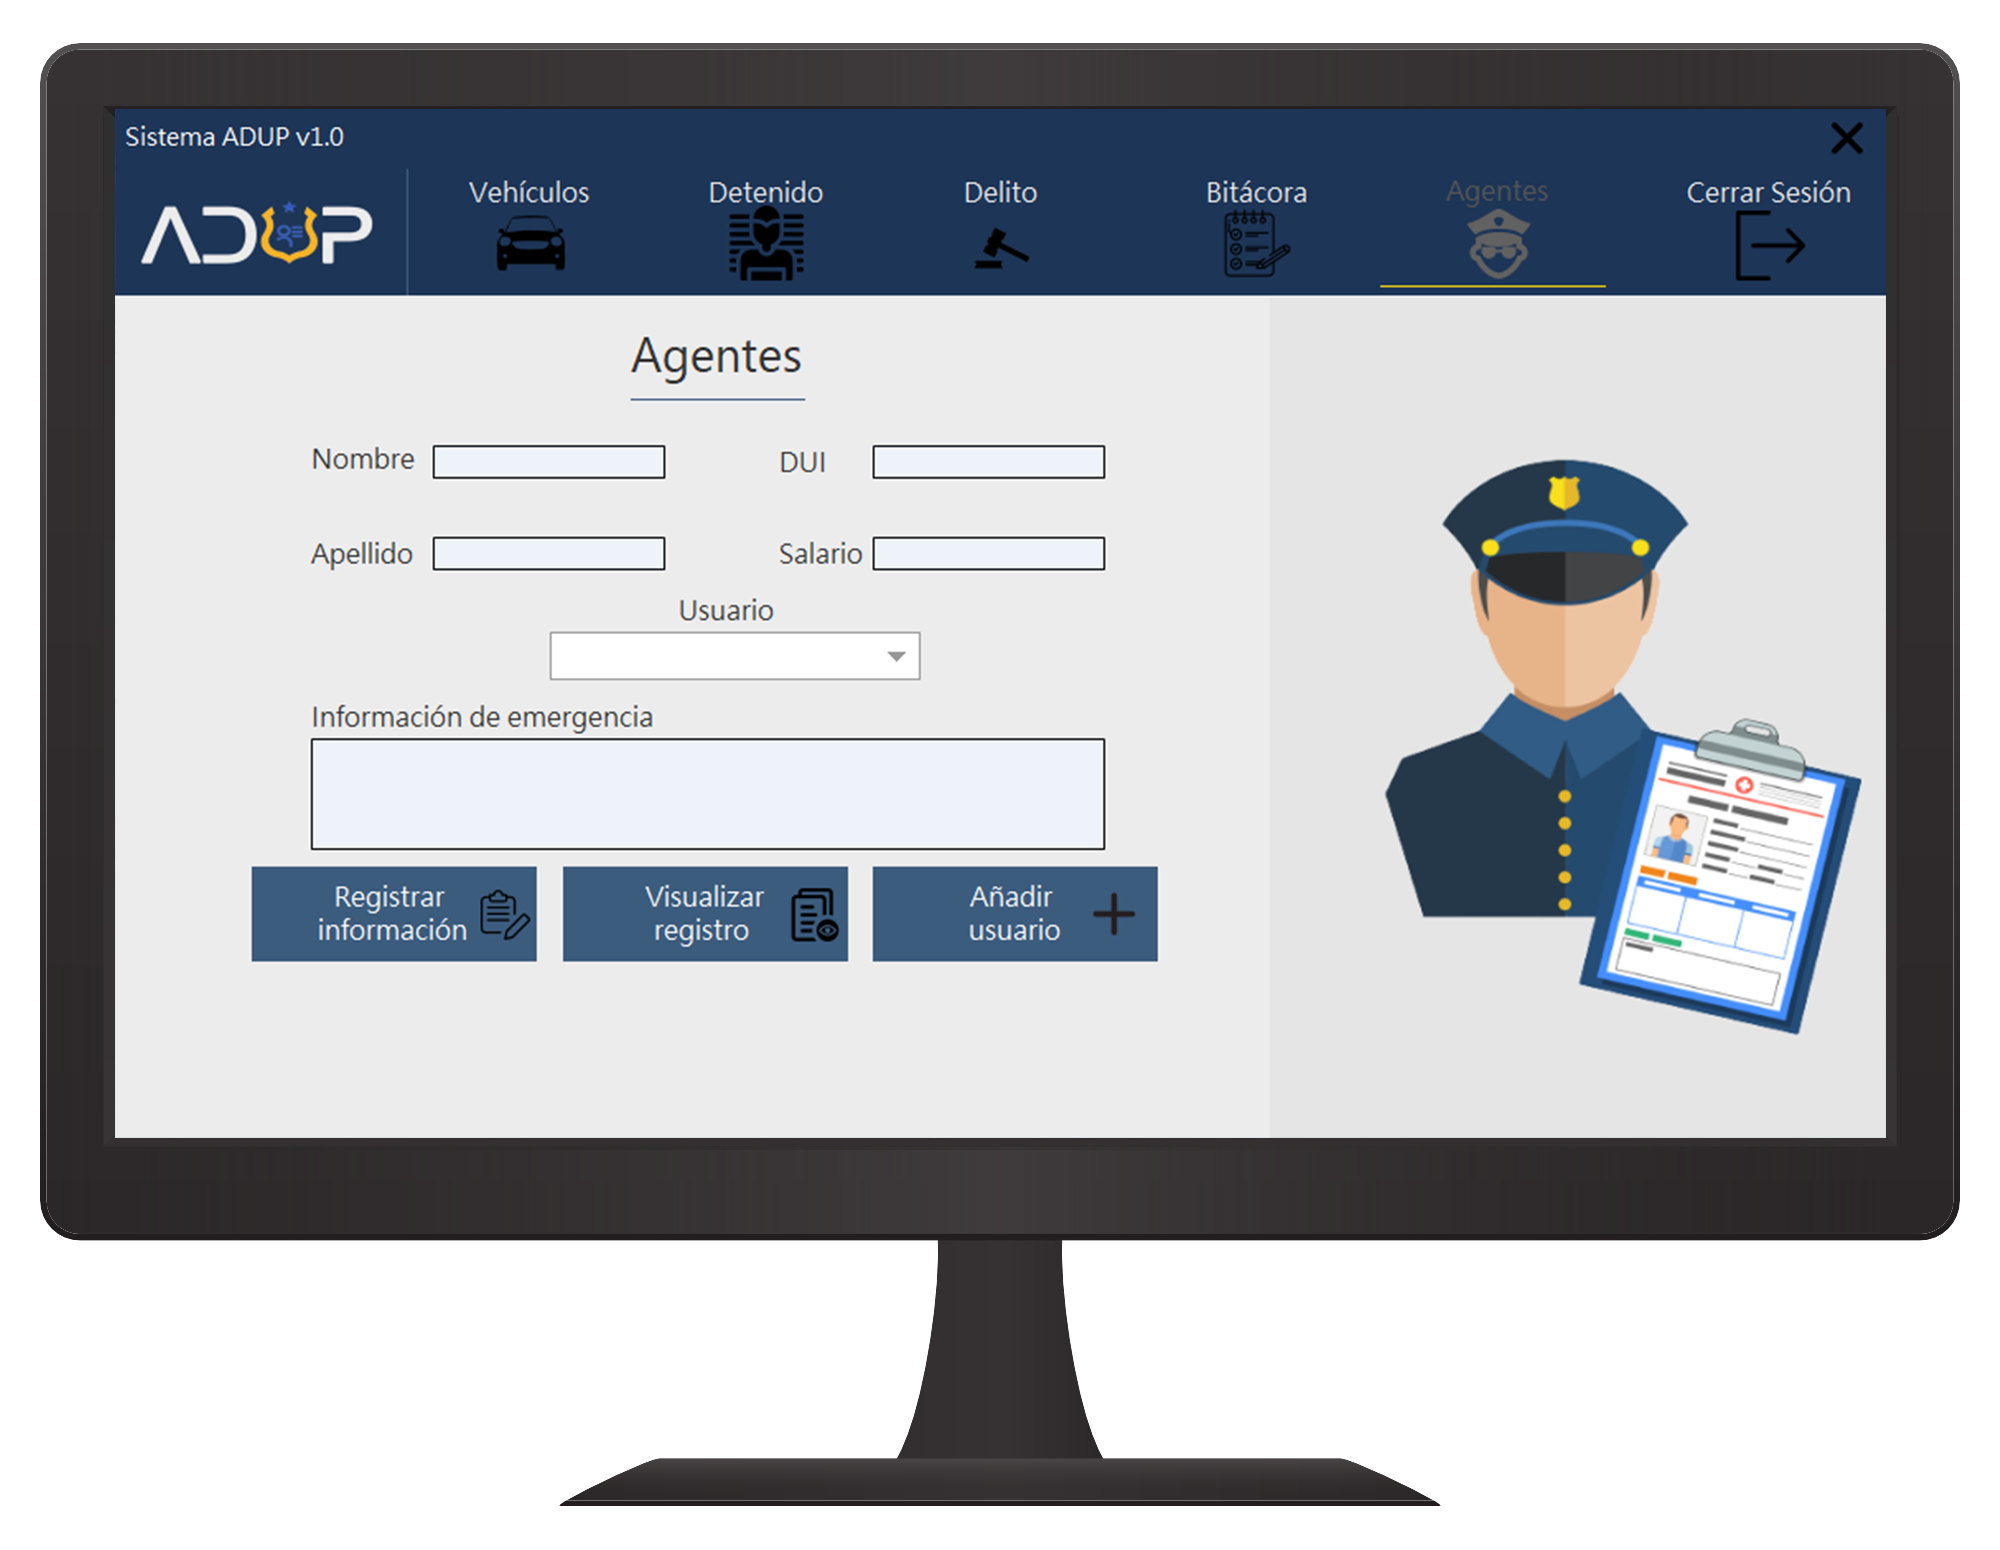 Sistema ADUP v1.0
ADUP
Vehículos
Detenido
Delito
Bitácora
Agentes
Cerrar Sesión
Agentes
Nombre
DUI
Apellido
Salario
Usuario
Información de emergencia
Registrar
información
Visualizar
registro
Añadir
usuario